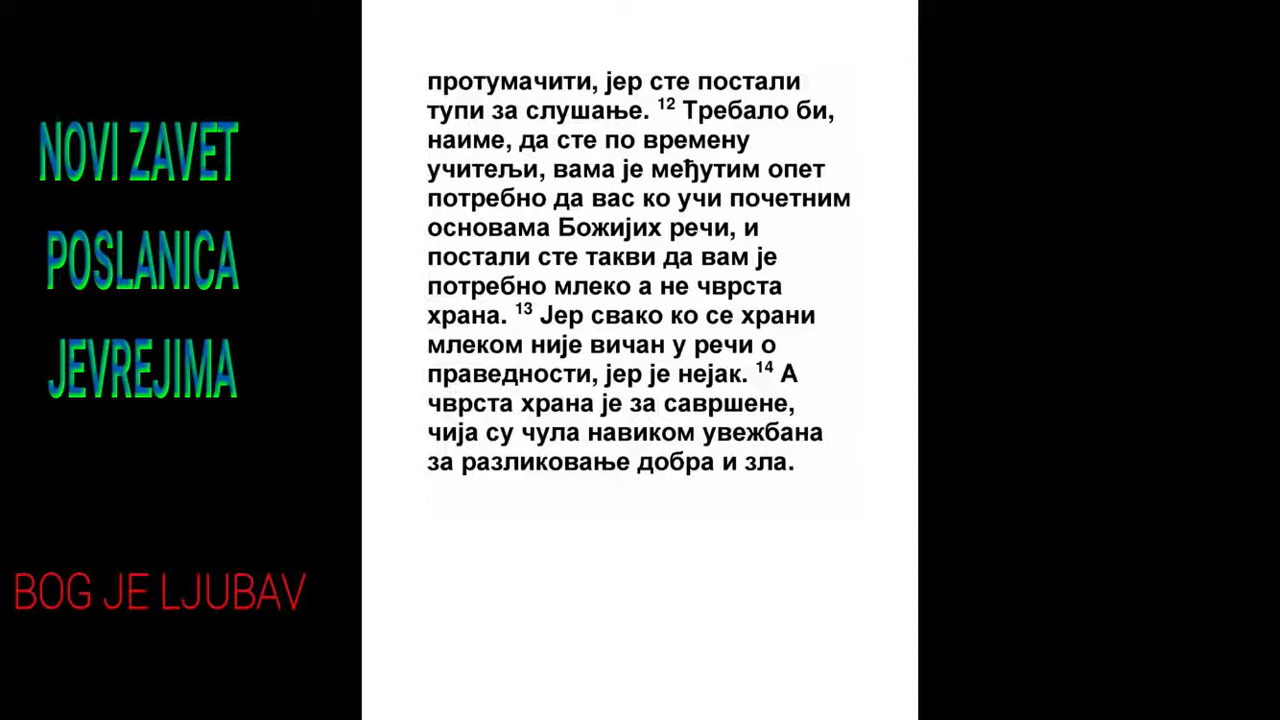 NOVI ZAVET
POSLANICA
JEVREJIMA
BOG JE LJUBAV
протумачити, јер сте постали
тупи за слушање. 12 Требало би,
наиме, да сте по времену
учитељи, вама је међутим опет
потребно да вас ко учи почетним
основама Божијих речи, и
постали сте такви да вам је
потребно млеко а не чврста
храна. 13 Јер свако ко се храни
млеком није вичан у речи о
праведности, јер је нејак. 14 А
чврста храна је за савршене,
чија су чула навиком увежбана
за разликовање добра и зла.